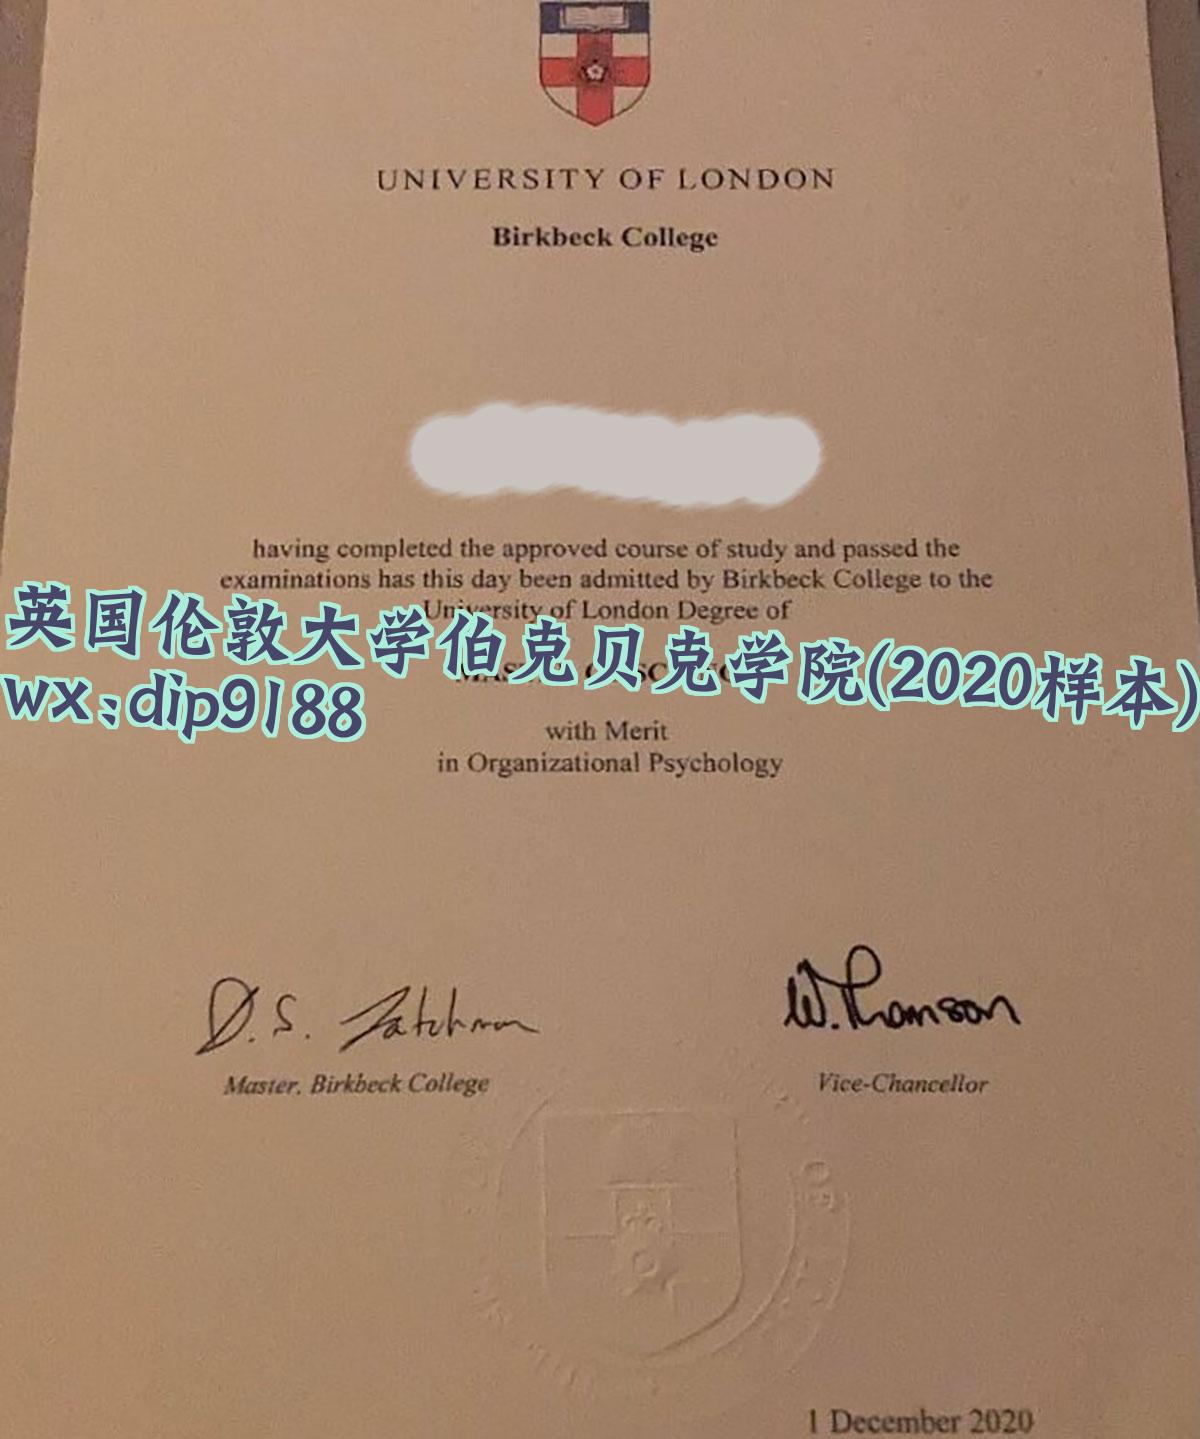 UNIVERSITY OF LONDON
Birkbeck College
having completed the approved course of study and passed the
examinations has this day been admitted by Birkbeck College to the
University of London Degree of
英国伦敦大学伯克贝克学院(2020样本)
wx:dip9188
with Merit
in Organizational Psychology
D. S. Latchman
W. Thomson
Master, Birkbeck College
Vice-Chancellor
1 December 2020